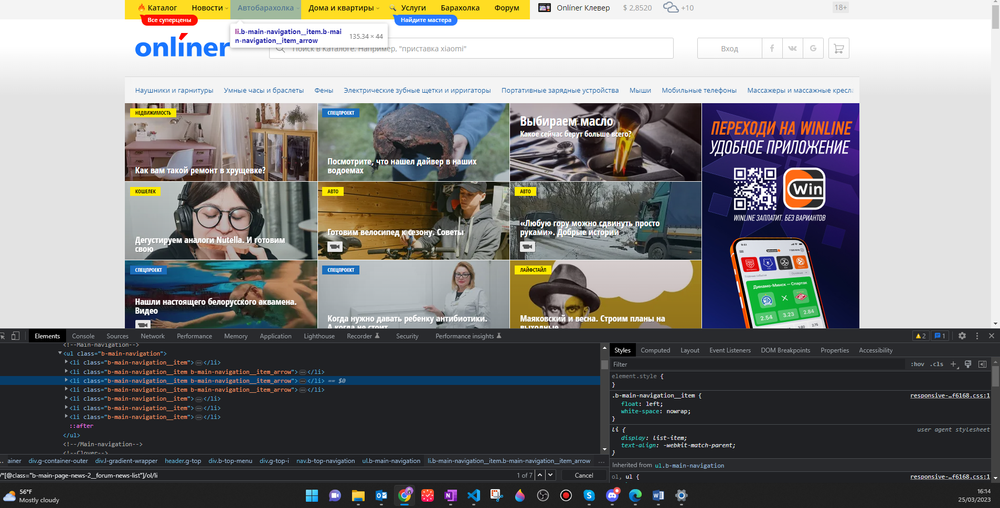 Каталог Новости Автобарахолка Дома и квартиры Услуги Барахолка Форум Onlíner Клевер $ 2,8520 +10 18+
Все суперцены Найдите мастера
li.b-main-navigation__item.b-mai
n-navigation__item_arrow 135.34 × 44
onlíner
Поиск в Каталоге. Например, "приставка xiaomi"
Вход
Наушники и гарнитуры Умные часы и браслеты Фены Электрические зубные щетки и ирригаторы Портативные зарядные устройства Мыши Мобильные телефоны Массажеры и массажные кресла
НЕДВИЖИМОСТЬ
Как вам такой ремонт в хрущевке?
СПЕЦПРОЕКТ
Посмотрите, что нашел дайвер в наших
водоемах
Выбираем масло
Какое сейчас берут больше всего?
КОШЕЛЕК
Дегустируем аналоги Nutella. И готовим
свою
АВТО
Готовим велосипед к сезону. Советы
АВТО
«Любую гору можно сдвинуть просто
руками». Добрые истории
СПЕЦПРОЕКТ
Нашли настоящего белорусского аквамена.
Видео
СПЕЦПРОЕКТ
Когда нужно давать ребенку антибиотики.
А когда не стоит
ЛАЙФСТАЙЛ
Маяковский и весна. Строим планы на
выходные
ПЕРЕХОДИ НА WINLINE
УДОБНОЕ ПРИЛОЖЕНИЕ
Win
WINLINE ЗАПЛАТИТ. БЕЗ ВАРИАНТОВ
Динамо-Минск — Спартак
2.54 3.23 2.84
Elements Console Sources Network Performance Memory Application Lighthouse Recorder Security Performance insights 2 1
<!--Main-navigation-->
<ul class="b-main-navigation">
<li class="b-main-navigation__item">…</li>
<li class="b-main-navigation__item b-main-navigation__item_arrow">…</li>
<li class="b-main-navigation__item b-main-navigation__item_arrow">…</li> == $0
<li class="b-main-navigation__item b-main-navigation__item_arrow">…</li>
<li class="b-main-navigation__item">…</li>
<li class="b-main-navigation__item">…</li>
<li class="b-main-navigation__item">…</li>
::after
</ul>
<!--/Main-navigation-->
<!--Clover-->
… ainer div.g-container-outer div.l-gradient-wrapper header.g-top div.b-top-menu div.g-top-i nav.b-top-navigation ul.b-main-navigation li.b-main-navigation__item.b-main-navigation__item_arrow …
/*[@class="b-main-page-news-2__forum-news-list"]/ol/li 1 of 7 Cancel
Styles Computed Layout Event Listeners DOM Breakpoints Properties Accessibility
Filter :hov .cls
element.style {
}
.b-main-navigation__item { responsive-…f6168.css:1
float: left;
white-space: nowrap;
}
li { user agent stylesheet
display: list-item;
text-align: -webkit-match-parent;
}
Inherited from ul.b-main-navigation
ol, ul { responsive-…f6168.css:1
56°F
Mostly cloudy
16:14
25/03/2023